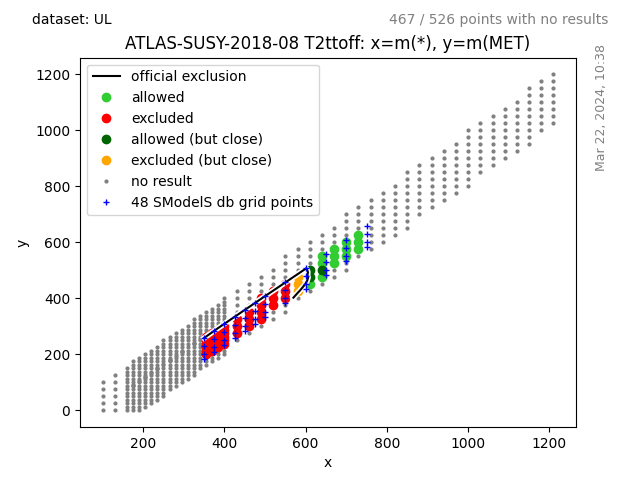 dataset: UL
467 / 526 points with no results
ATLAS-SUSY-2018-08 T2ttoff: x=m(*), y=m(MET)
Mar 22, 2024, 10:38
official exclusion
allowed
excluded
allowed (but close)
excluded (but close)
no result
48 SModelS db grid points
1200
1000
800
600
400
200
0
y
200
400
600
800
1000
1200
x